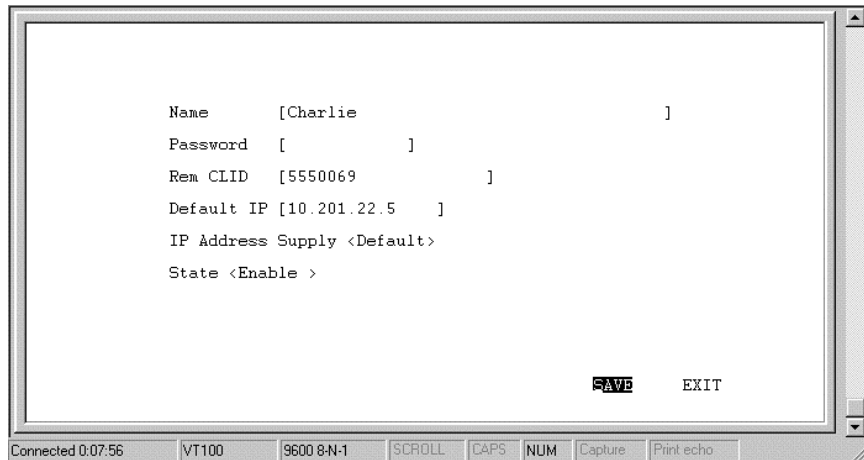 Name [Charlie ]
Password [ ]
Rem CLID [5550069 ]
Default IP [10.201.22.5 ]
IP Address Supply <Default>
State <Enable >
SAVE EXIT
Connected 0:07:56 VT100 9600 8-N-1 SCROLL CAPS NUM Capture Print echo